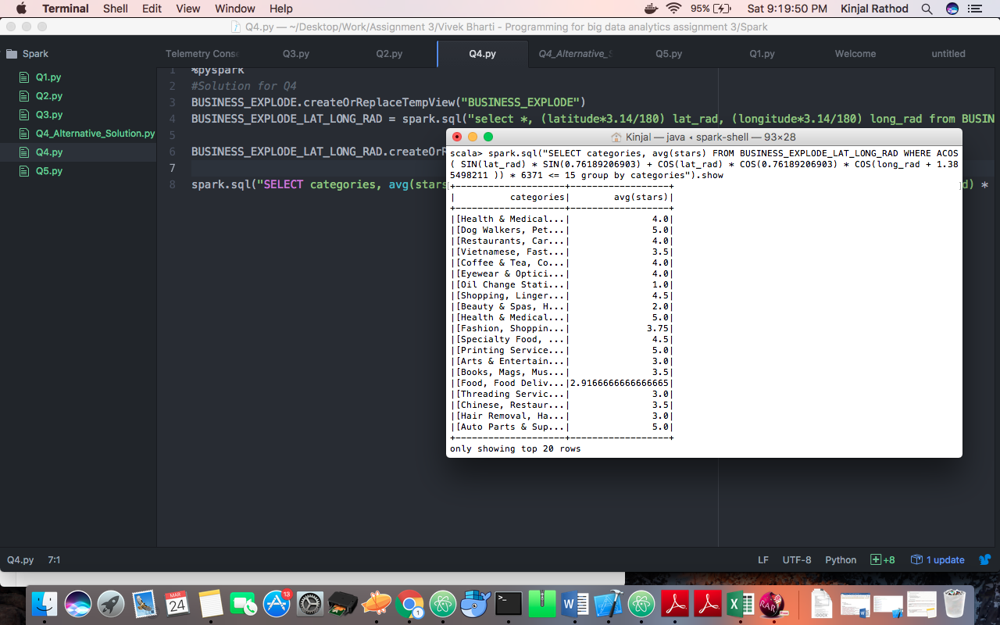 Terminal Shell Edit View Window Help 95% Sat 9:19:50 PM Kinjal Rathod
Q4.py — ~/Desktop/Work/Assignment 3/Vivek Bharti - Programming for big data analytics assignment 3/Spark
Spark
Telemetry Conse Q3.py Q2.py Q4.py Q4_Alternative_S Q5.py Q1.py Welcome untitled
Q1.py
Q2.py
Q3.py
Q4_Alternative_Solution.py
Q4.py
Q5.py
1 %pyspark
2 #Solution for Q4
3 BUSINESS_EXPLODE.createOrReplaceTempView("BUSINESS_EXPLODE")
4 BUSINESS_EXPLODE_LAT_LONG_RAD = spark.sql("select *, (latitude*3.14/180) lat_rad, (longitude*3.14/180) long_rad from BUSIN
6 BUSINESS_EXPLODE_LAT_LONG_RAD.createOrR
7
8 spark.sql("SELECT categories, avg(stars d) *
Kinjal — java ◂ spark-shell — 93×28
scala> spark.sql("SELECT categories, avg(stars) FROM BUSINESS_EXPLODE_LAT_LONG_RAD WHERE ACOS
( SIN(lat_rad) * SIN(0.76189206903) + COS(lat_rad) * COS(0.76189206903) * COS(long_rad + 1.38
5498211 )) * 6371 <= 15 group by categories").show
+--------------------+------------------+
| categories| avg(stars)|
+--------------------+------------------+
|[Health & Medical...| 4.0|
|[Dog Walkers, Pet...| 5.0|
|[Restaurants, Car...| 4.0|
|[Vietnamese, Fast...| 3.5|
|[Coffee & Tea, Co...| 4.0|
|[Eyewear & Optici...| 4.0|
|[Oil Change Stati...| 1.0|
|[Shopping, Linger...| 4.5|
|[Beauty & Spas, H...| 2.0|
|[Health & Medical...| 5.0|
|[Fashion, Shoppin...| 3.75|
|[Specialty Food, ...| 4.5|
|[Printing Service...| 5.0|
|[Arts & Entertain...| 3.0|
|[Books, Mags, Mus...| 3.5|
|[Food, Food Deliv...|2.9166666666666665|
|[Threading Servic...| 3.0|
|[Chinese, Restaur...| 3.5|
|[Hair Removal, Ha...| 3.0|
|[Auto Parts & Sup...| 5.0|
+--------------------+------------------+
only showing top 20 rows
Q4.py 7:1 LF UTF-8 Python +8 1 update
MAR
24
13
1
>_
W
X
RAR